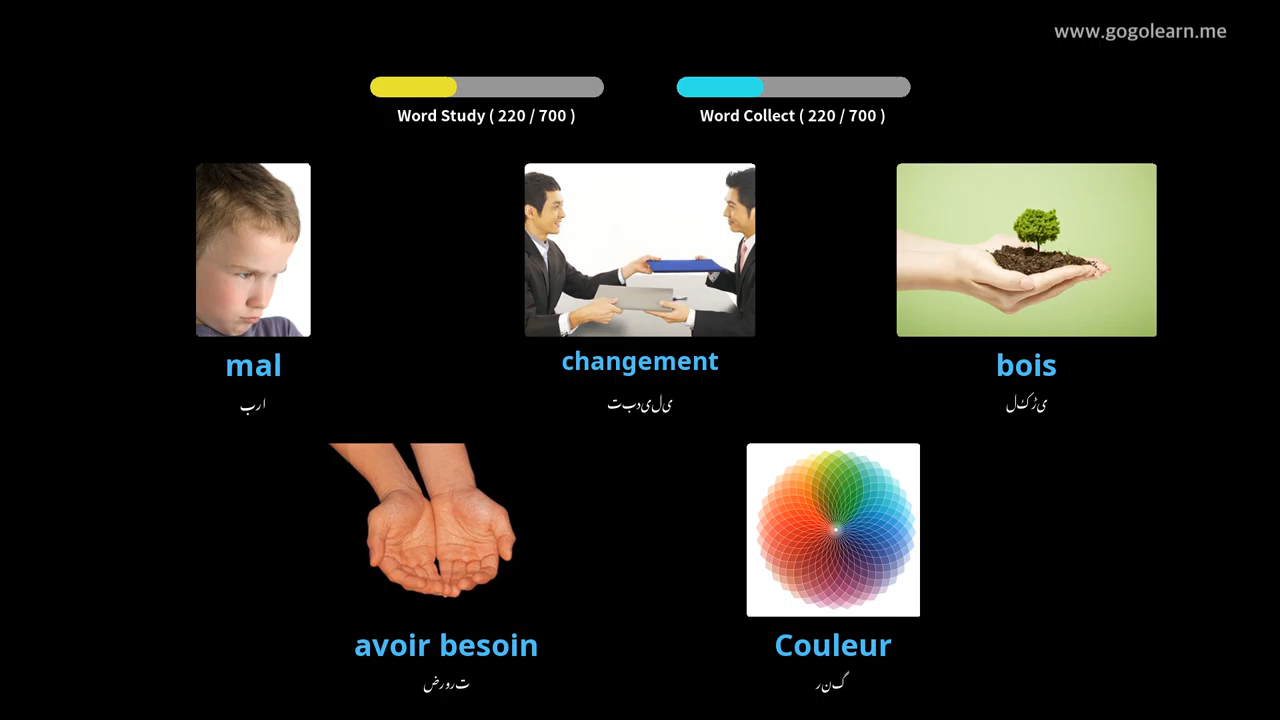 www.gogolearn.me
Word Study ( 220 / 700 )
Word Collect ( 220 / 700 )
mal
changement
bois
ارب
یلیدبت
یڑکل
avoir besoin
Couleur
ترورض
گنر